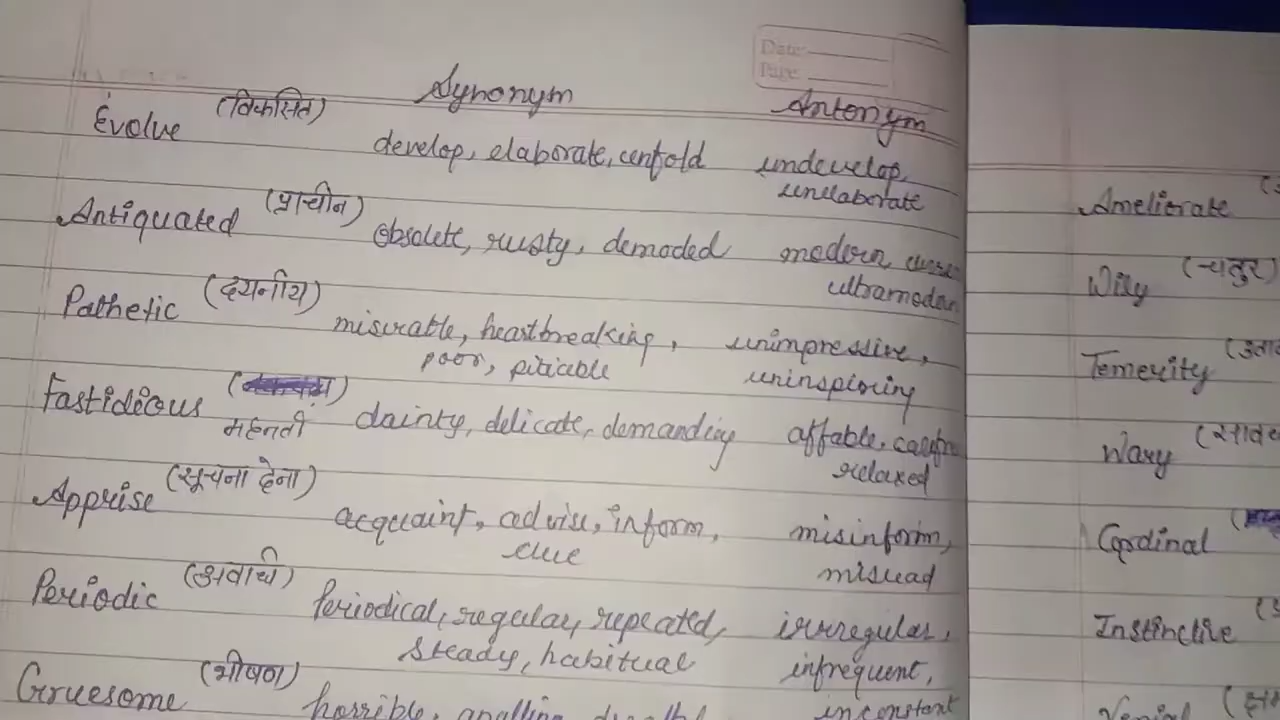 Date:
Page:
Synonym Antonym
Evolve (विकसित) develop, elaborate, unfold undevelop,
unelaborate
Antiquated (प्राचीन) obsolete, rusty, demoded modern,
ultramodern
Pathetic (दयनीय) miserable, heartbreaking, unimpressive,
poor, pitiable uninspiring
Fastidious
महनती dainty, delicate, demanding affable,
relaxed
Apprise (सूचना देना) acquaint, advise, inform, misinform,
clue mislead
Periodic (अवधि) Periodical, regular, repeated, irregular,
steady, habitual infrequent,
Gruesome (भीषण) horrible, inconstant
Ameliorate
Wily (चतुर)
Temerity
Wary
Cardinal
Instinctive